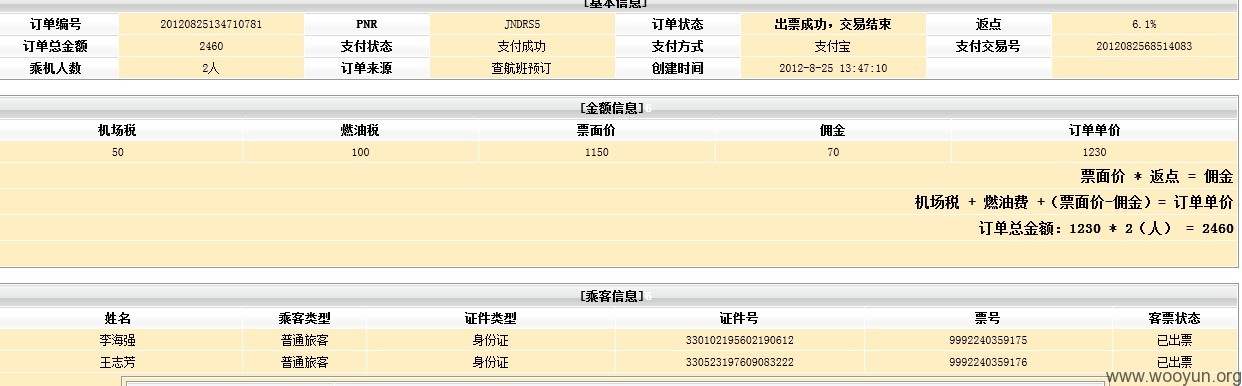 [基本信息]
订单编号 20120825134710781 PNR JNDRS5 订单状态 出票成功，交易结束 返点 6.1%
订单总金额 2460 支付状态 支付成功 支付方式 支付宝 支付交易号 2012082568514083
乘机人数 2人 订单来源 查航班预订 创建时间 2012-8-25 13:47:10
[金额信息]6
机场税 燃油税 票面价 佣金 订单单价
50 100 1150 70 1230
票面价 * 返点 = 佣金
机场税 + 燃油费 +（票面价-佣金）= 订单单价
订单总金额：1230 * 2（人） = 2460
[乘客信息]6
姓名 乘客类型 证件类型 证件号 票号 客票状态
李海强 普通旅客 身份证 330102195602190612 9992240359175 已出票
王志芳 普通旅客 身份证 330523197609083222 9992240359176 已出票
www.wooyun.org